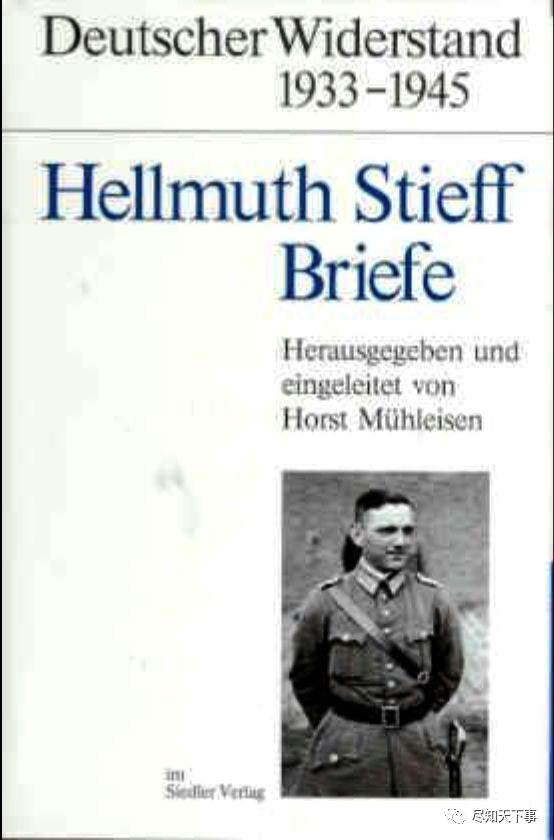 Deutscher Widerstand
1933–1945
Hellmuth Stieff
Briefe
Herausgegeben und
eingeleitet von
Horst Mühleisen
im
Siedler Verlag
尽知天下事